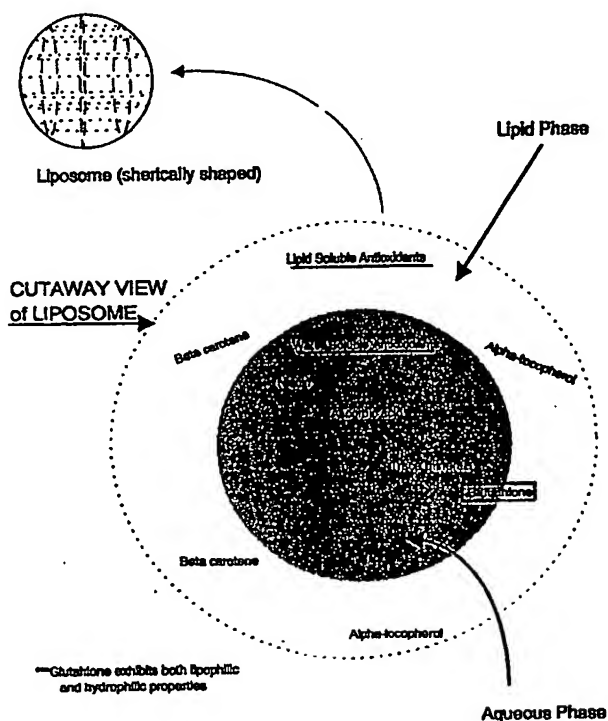 Liposome (sherically shaped)
Lipid Phase
Lipid Soluble Antioxidants
CUTAWAY VIEW
of LIPOSOME
Beta carotene
Alpha-tocopherol
Beta carotene
Alpha-tocopherol
***Glutathione exhibits both lipophilic
and hydrophilic properties
Aqueous Phase